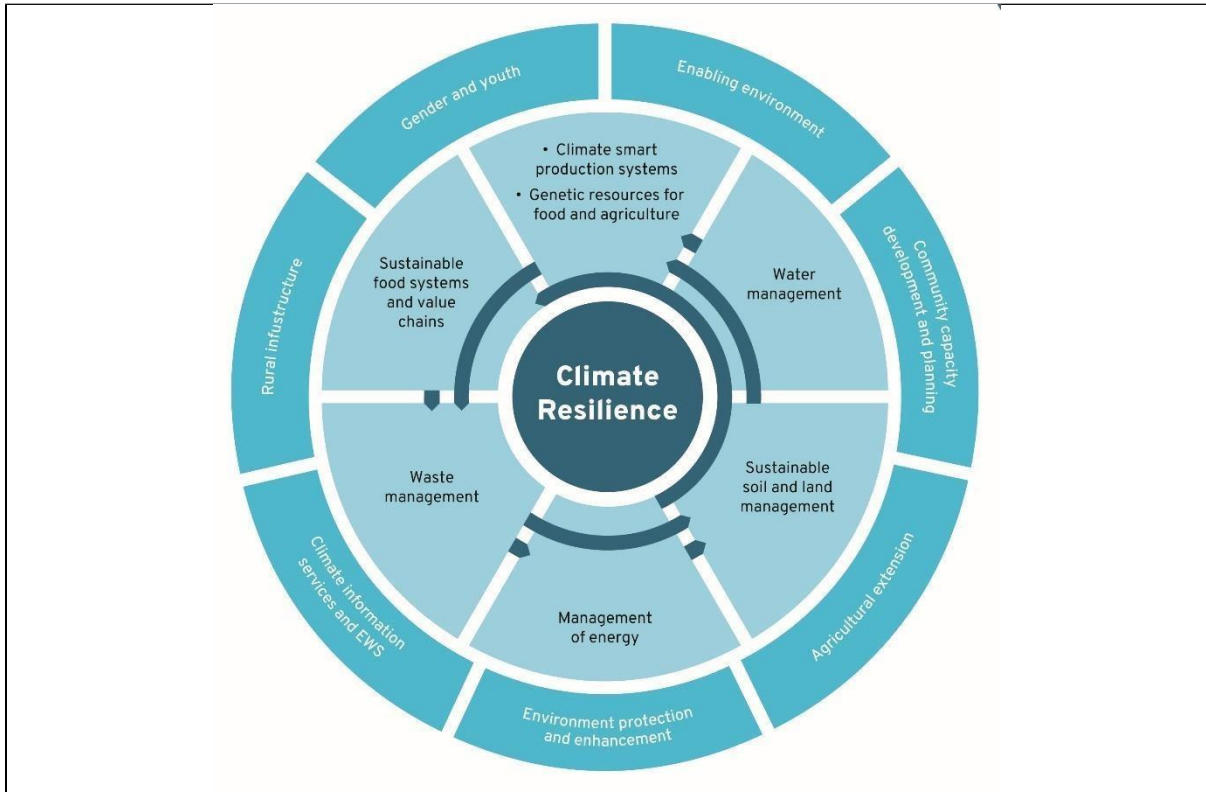 Gender and youth
Enabling environment
Community capacity
development and planning
Agricultural extension
Environment protection
and enhancement
Climate information
services and EWS
Rural infustructure
• Climate smart
production systems
• Genetic resources for
food and agriculture
Water
management
Sustainable
soil and land
management
Management
of energy
Waste
management
Sustainable
food systems
and value
chains
Climate
Resilience